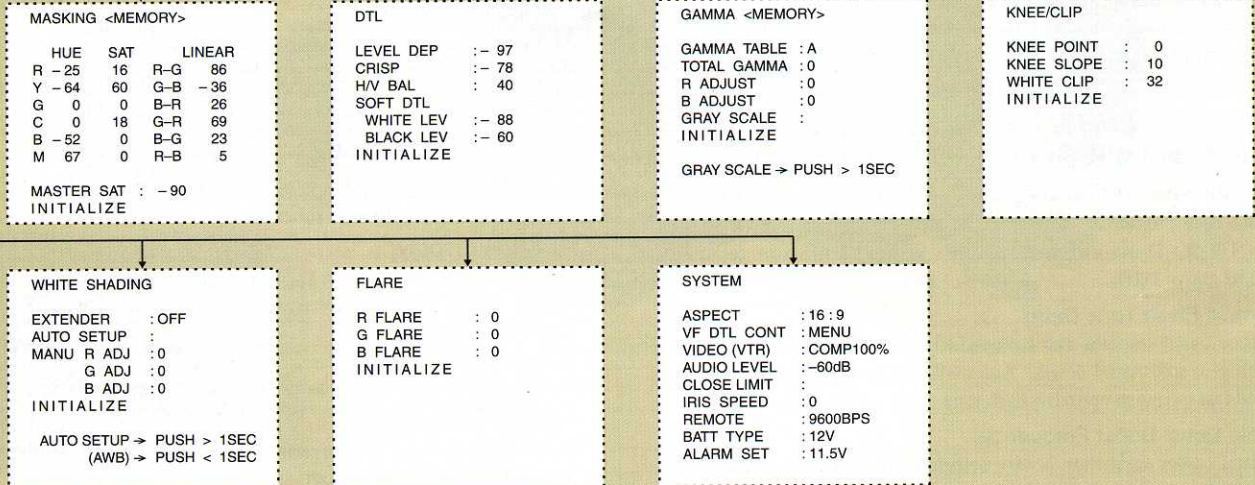 MASKING <MEMORY>
HUE SAT LINEAR
R –25 16 R–G 86
Y –64 60 G–B –36
G 0 0 B–R 26
C 0 18 G–R 69
B –52 0 B–G 23
M 67 0 R–B 5
MASTER SAT : –90
INITIALIZE
DTL
LEVEL DEP :– 97
CRISP :– 78
H/V BAL : 40
SOFT DTL
WHITE LEV :– 88
BLACK LEV :– 60
INITIALIZE
GAMMA <MEMORY>
GAMMA TABLE : A
TOTAL GAMMA : 0
R ADJUST : 0
B ADJUST : 0
GRAY SCALE :
INITIALIZE
GRAY SCALE → PUSH > 1SEC
KNEE/CLIP
KNEE POINT : 0
KNEE SLOPE : 10
WHITE CLIP : 32
INITIALIZE
WHITE SHADING
EXTENDER : OFF
AUTO SETUP :
MANU R ADJ : 0
G ADJ : 0
B ADJ : 0
INITIALIZE
AUTO SETUP → PUSH > 1SEC
(AWB) → PUSH < 1SEC
FLARE
R FLARE : 0
G FLARE : 0
B FLARE : 0
INITIALIZE
SYSTEM
ASPECT : 16 : 9
VF DTL CONT : MENU
VIDEO (VTR) : COMP100%
AUDIO LEVEL : –60dB
CLOSE LIMIT :
IRIS SPEED : 0
REMOTE : 9600BPS
BATT TYPE : 12V
ALARM SET : 11.5V